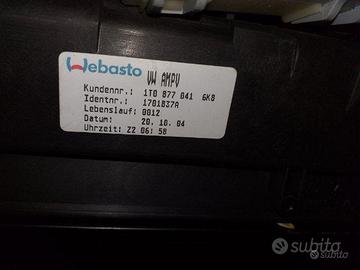 Webasto VW AMPV
Kundennr.: 1T0 877 041 6K8
Identnr.: 1701837A
Lebenslauf: 0012
Datum: 20. 10. 04
Uhrzeit: 22 06: 58
subito
subito